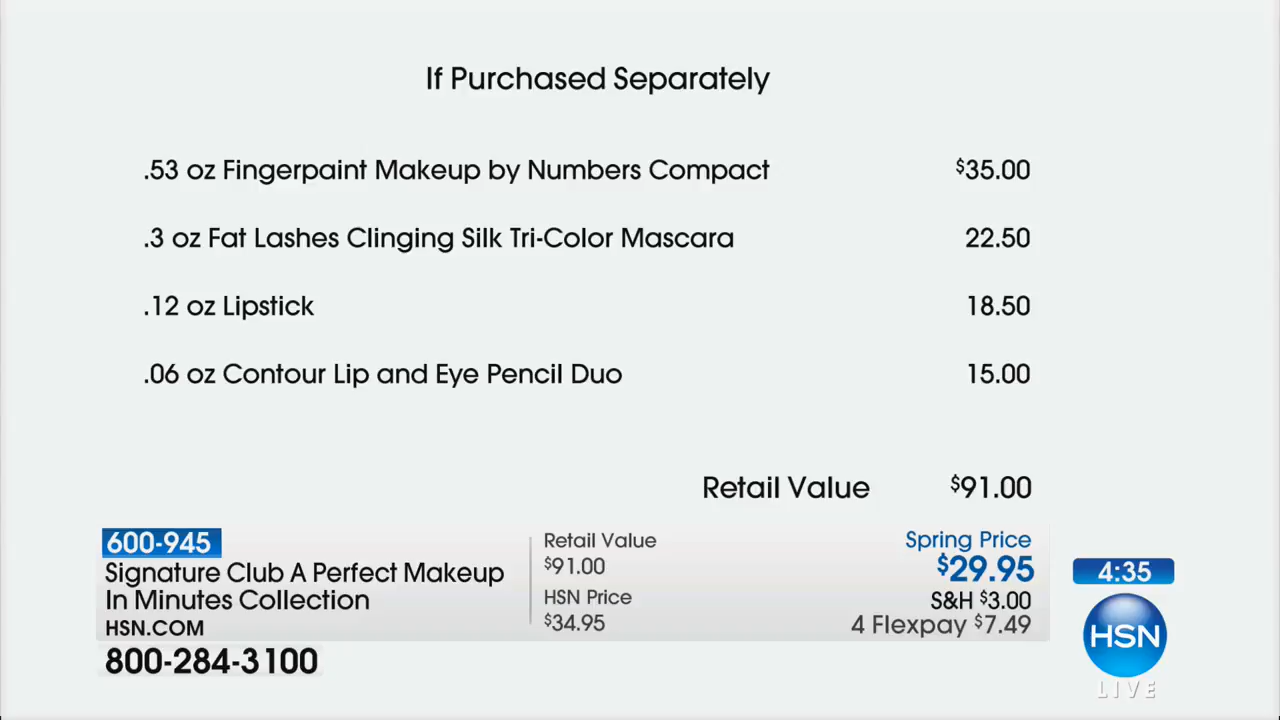 If Purchased Separately
.53 oz Fingerpaint Makeup by Numbers Compact $35.00
.3 oz Fat Lashes Clinging Silk Tri-Color Mascara 22.50
.12 oz Lipstick 18.50
.06 oz Contour Lip and Eye Pencil Duo 15.00
Retail Value $91.00
600-945
Signature Club A Perfect Makeup
In Minutes Collection
HSN.COM
800-284-3100
Retail Value
$91.00
HSN Price
$34.95
Spring Price
$29.95
S&H $3.00
4 Flexpay $7.49
4:35
HSN
LIVE